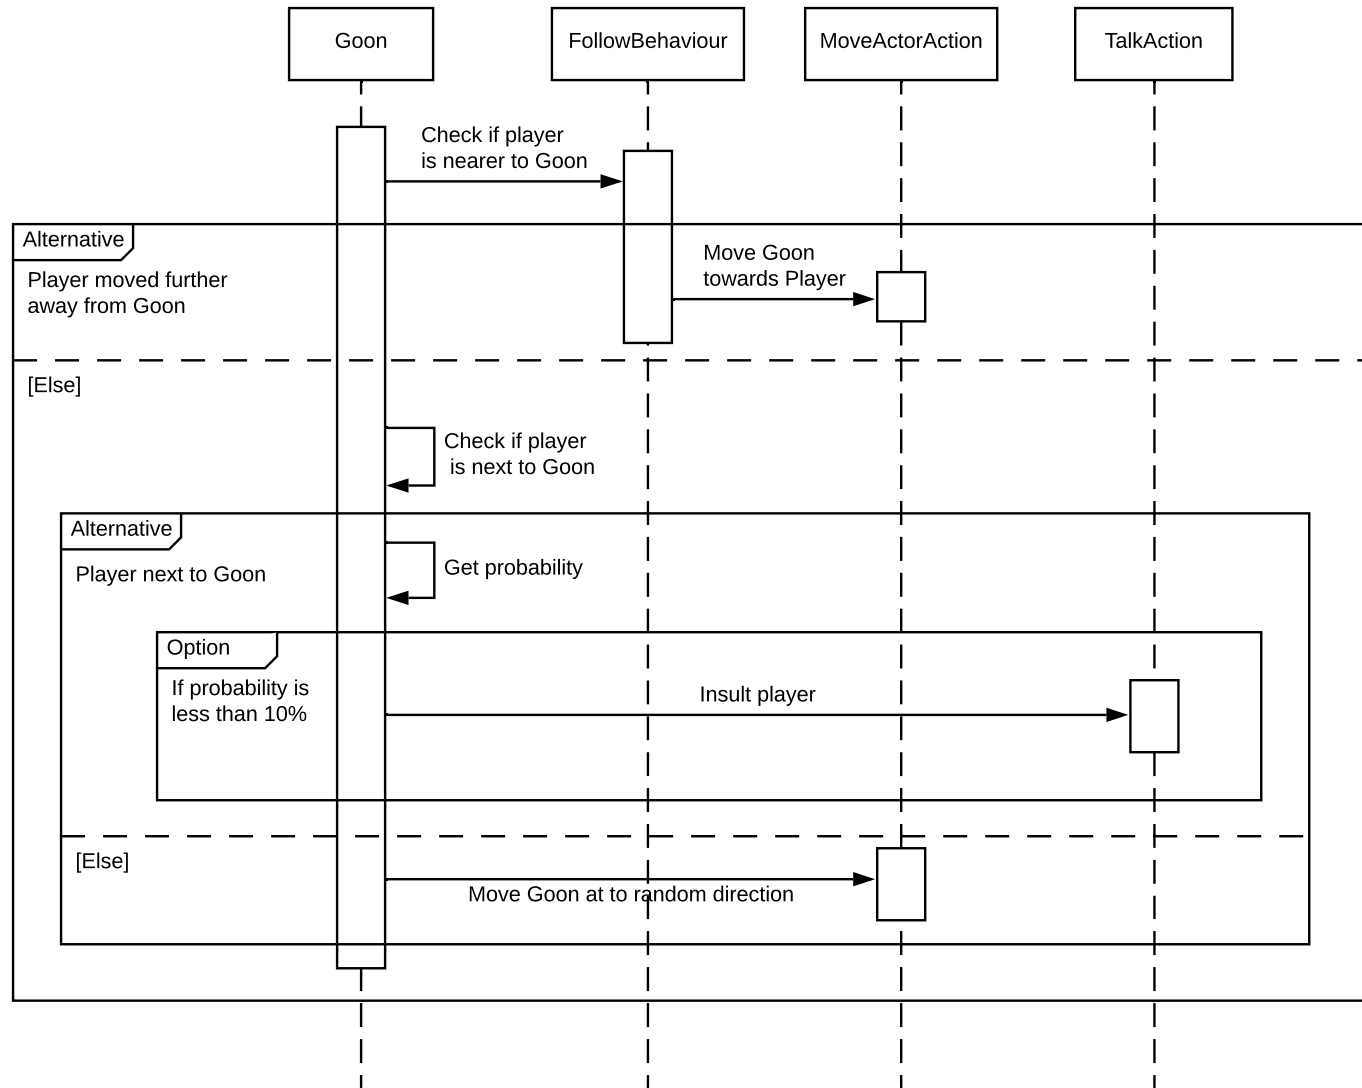 Goon
FollowBehaviour
MoveActorAction
TalkAction
Check if player
is nearer to Goon
Alternative
Player moved further
away from Goon
Move Goon
towards Player
[Else]
Check if player
is next to Goon
Alternative
Player next to Goon
Get probability
Option
If probability is
less than 10%
Insult player
[Else]
Move Goon at to random direction